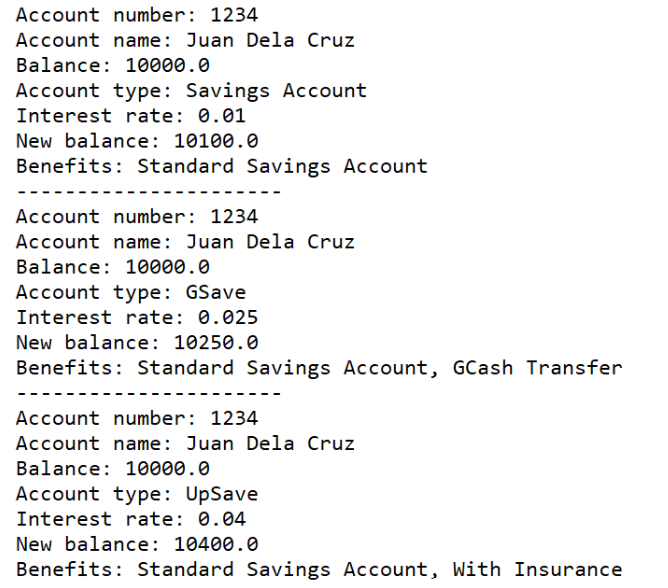 Account number: 1234
Account name: Juan Dela Cruz
Balance: 10000.0
Account type: Savings Account
Interest rate: 0.01
New balance: 10100.0
Benefits: Standard Savings Account
----------------------
Account number: 1234
Account name: Juan Dela Cruz
Balance: 10000.0
Account type: GSave
Interest rate: 0.025
New balance: 10250.0
Benefits: Standard Savings Account, GCash Transfer
----------------------
Account number: 1234
Account name: Juan Dela Cruz
Balance: 10000.0
Account type: UpSave
Interest rate: 0.04
New balance: 10400.0
Benefits: Standard Savings Account, With Insurance